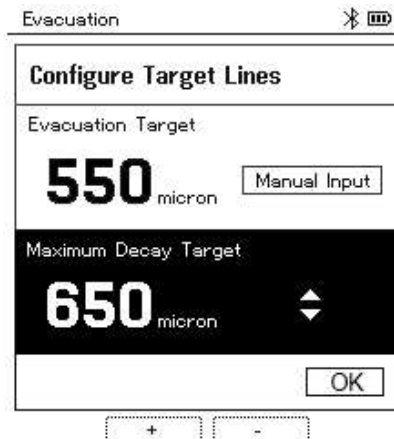 Evacuation
Configure Target Lines
Evacuation Target
550 micron
Manual Input
Maximum Decay Target
650 micron
OK
+ -